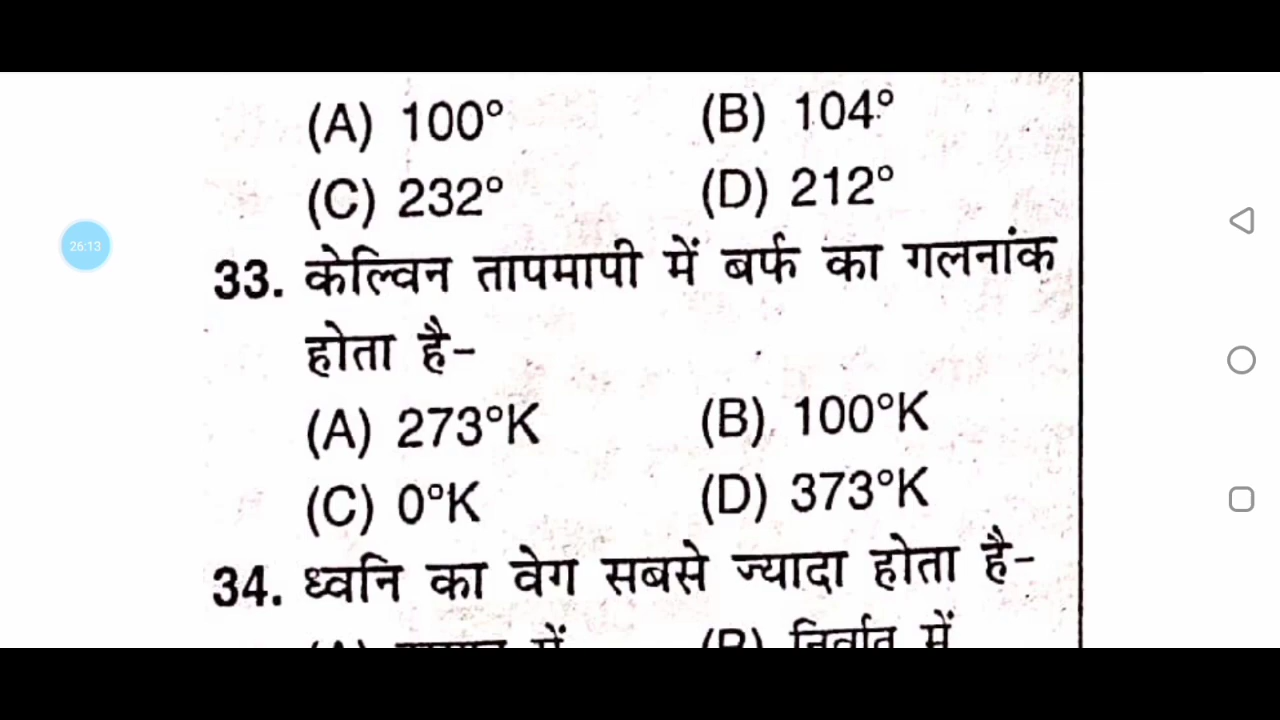 (A) 100° (B) 104°
(C) 232° (D) 212°
26:13
33. केल्विन तापमापी में बर्फ का गलनांक
होता है-
(A) 273°K (B) 100°K
(C) 0°K (D) 373°K
34. ध्वनि का वेग सबसे ज्यादा होता है-
(B) निर्वात में